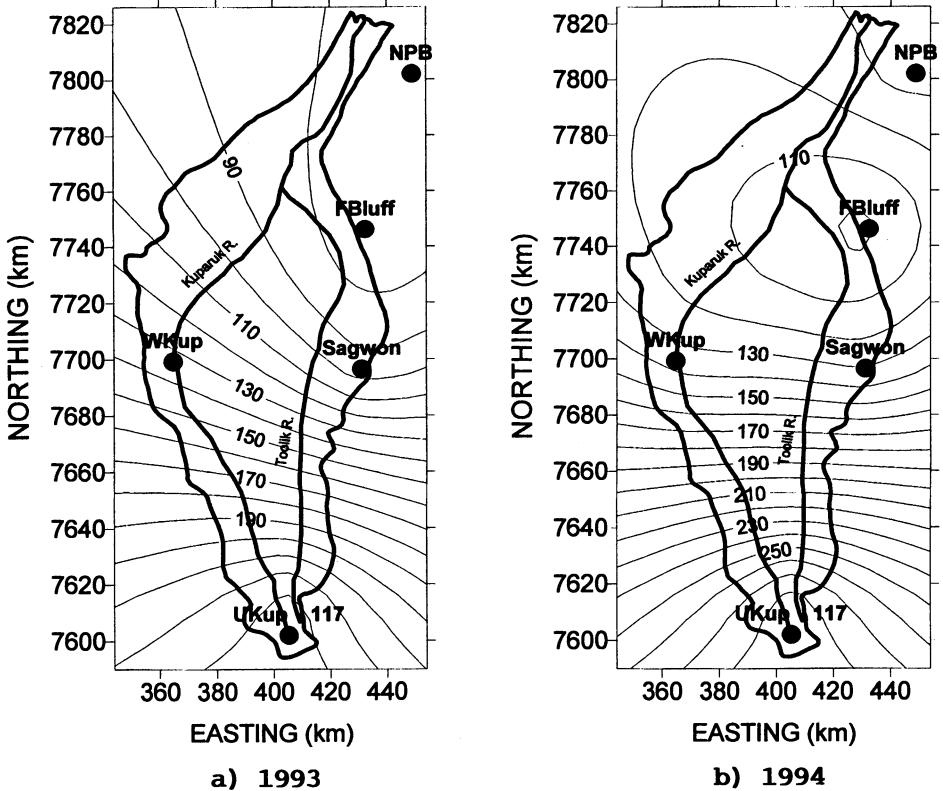 7820
7800
7780
7760
7740
7720
7700
7680
7660
7640
7620
7600
NORTHING (km)
NPB
90
FBluff
Kuparuk R.
110
WKup
Sagwon
130
150
Toolik R.
170
190
UKup
117
360 380 400 420 440
EASTING (km)
a) 1993
7820
7800
7780
7760
7740
7720
7700
7680
7660
7640
7620
7600
NORTHING (km)
NPB
110
FBluff
Kuparuk R.
WKup
130
Sagwon
150
170
Toolik R.
190
210
230
250
UKup
117
360 380 400 420 440
EASTING (km)
b) 1994